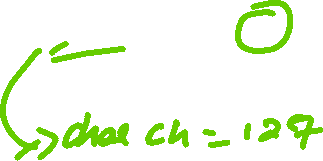 char ch = 127